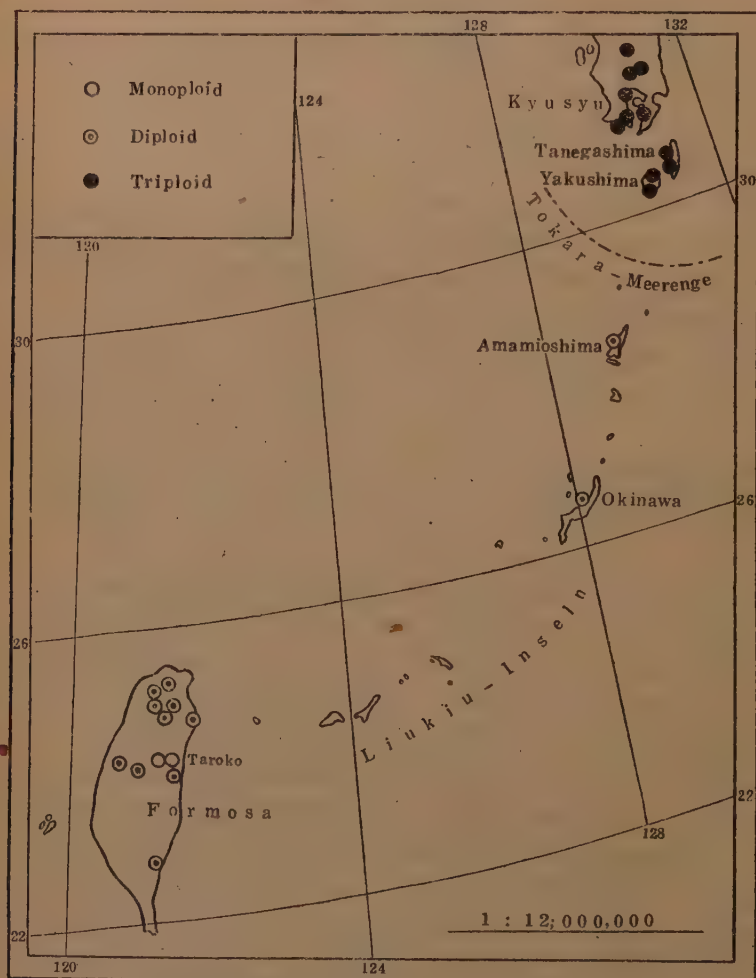 128
132
Monoploid
Diploid
Triploid
124
120
Kyusyu
Tanegashima
Yakushima
30
Tokara-Meerenge
30
Amamioshima
Okinawa
26
26
Liukiu-Inseln
Taroko
Formosa
22
128
1 : 12;000,000
22
120
124